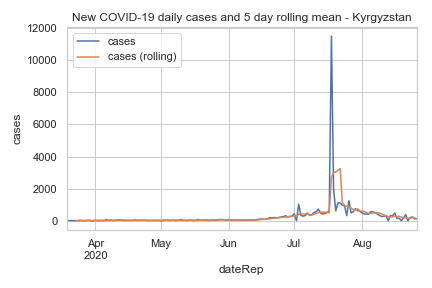 New COVID-19 daily cases and 5 day rolling mean - Kyrgyzstan
cases
cases (rolling)
12000
10000
8000
6000
4000
2000
0
cases
Apr
2020
May
Jun
Jul
Aug
dateRep